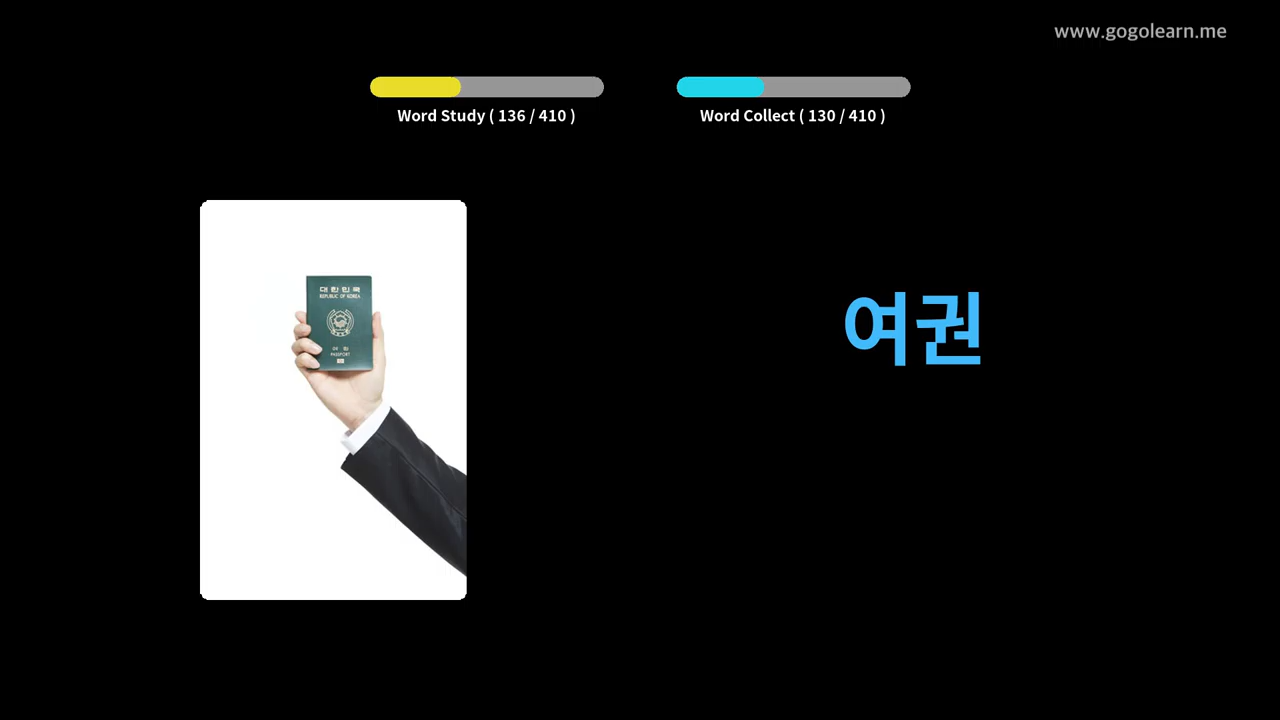 www.gogolearn.me
Word Study ( 136 / 410 )
Word Collect ( 130 / 410 )
대한민국
REPUBLIC OF KOREA
여권
PASSPORT
여권